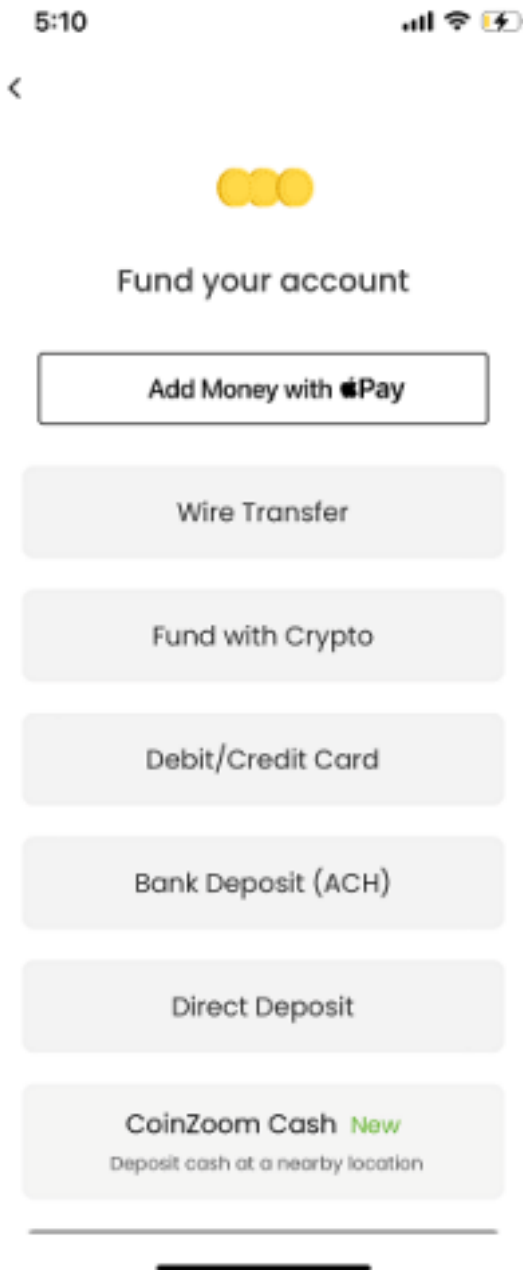 5:10
Fund your account
Add Money with Pay
Wire Transfer
Fund with Crypto
Debit/Credit Card
Bank Deposit (ACH)
Direct Deposit
CoinZoom Cash New
Deposit cash at a nearby location